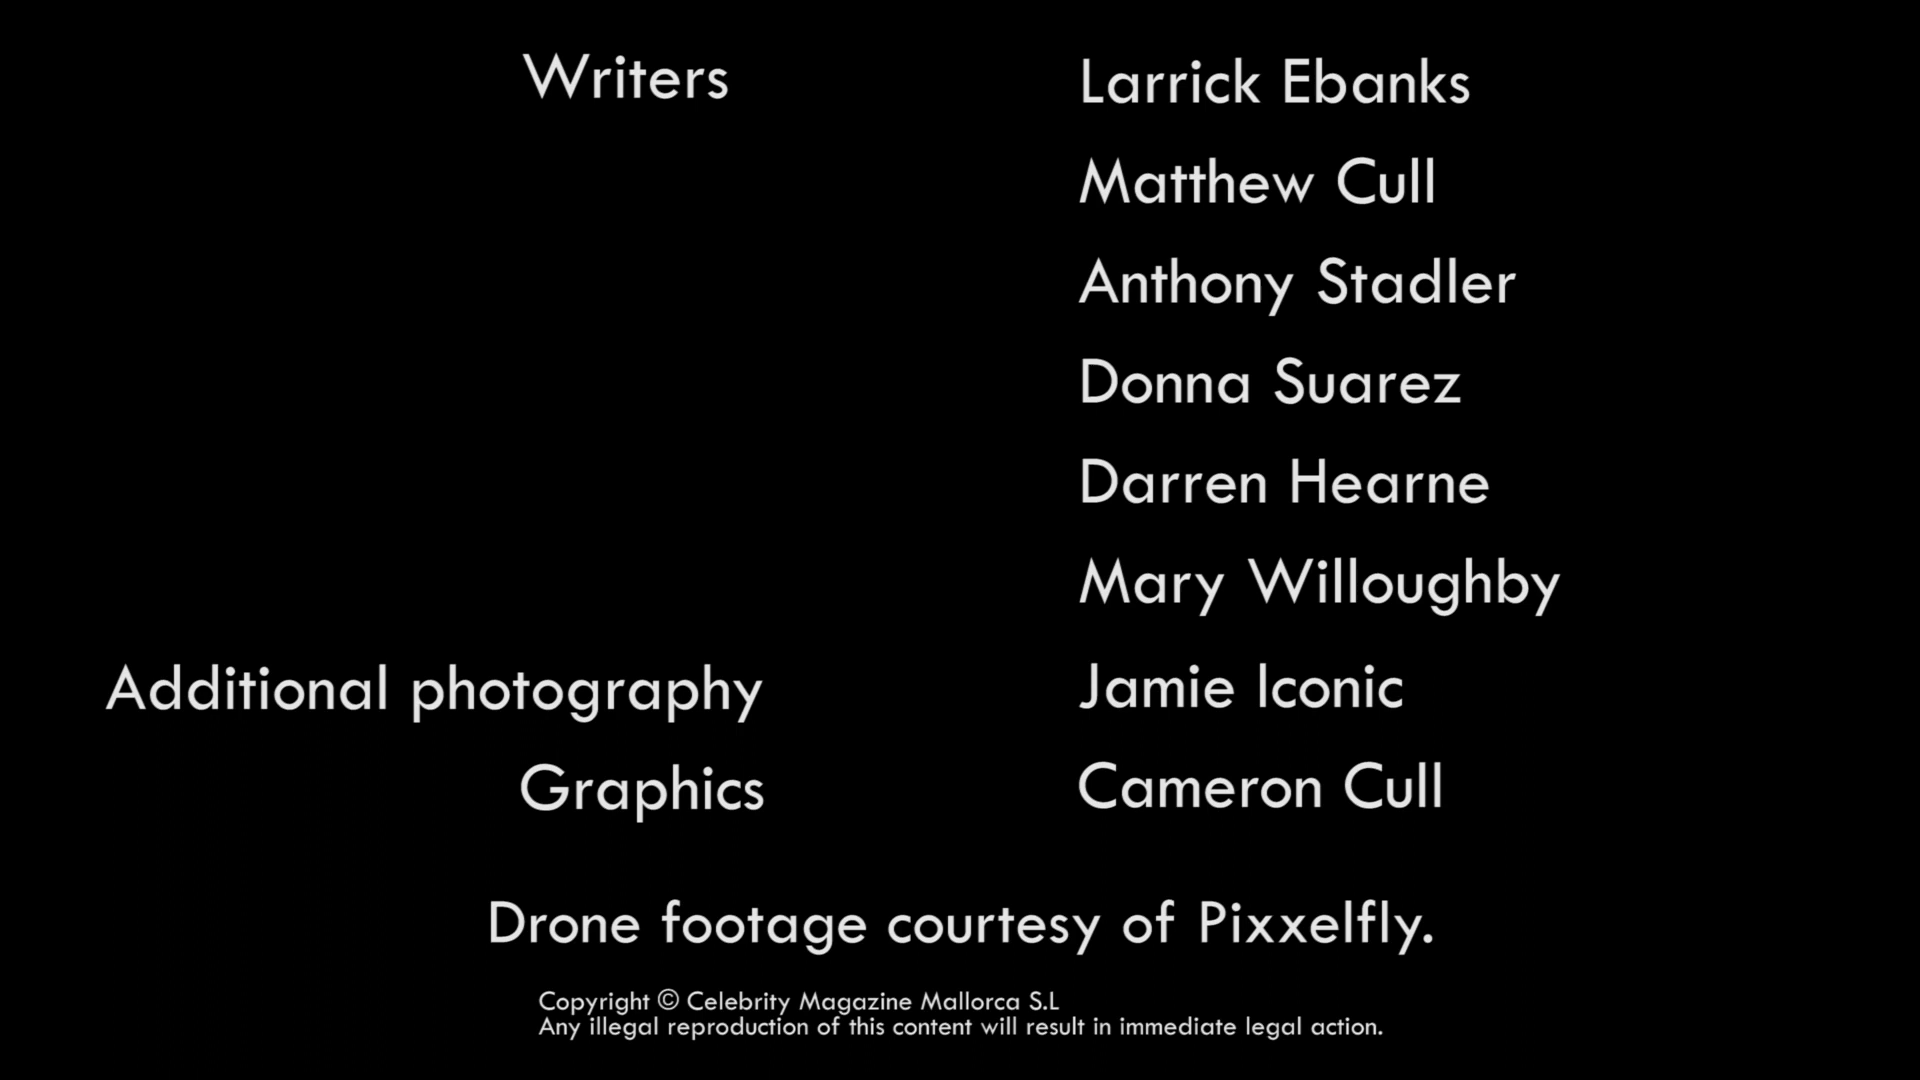 Writers Larrick Ebanks
Matthew Cull
Anthony Stadler
Donna Suarez
Darren Hearne
Mary Willoughby
Additional photography Jamie Iconic
Graphics Cameron Cull
Drone footage courtesy of Pixxelfly.
Copyright © Celebrity Magazine Mallorca S.L
Any illegal reproduction of this content will result in immediate legal action.